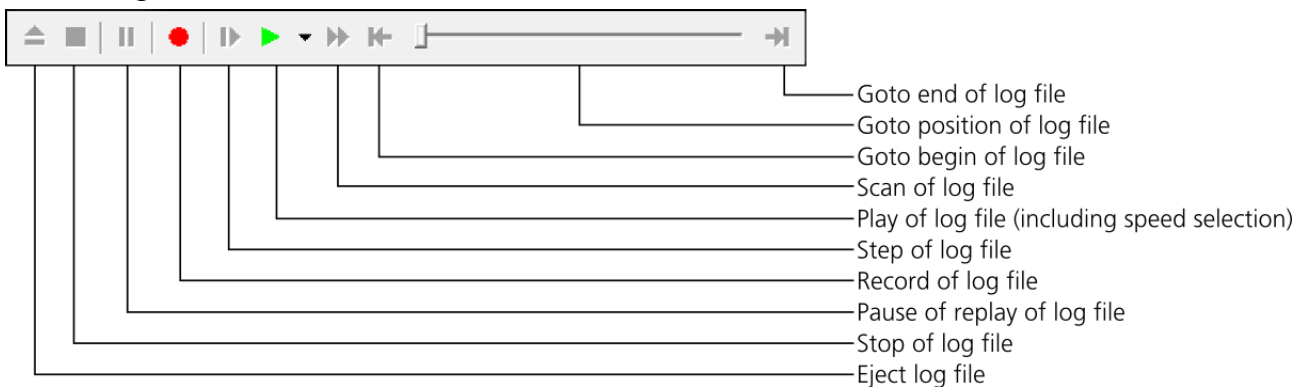 Goto end of log file
Goto position of log file
Goto begin of log file
Scan of log file
Play of log file (including speed selection)
Step of log file
Record of log file
Pause of replay of log file
Stop of log file
Eject log file